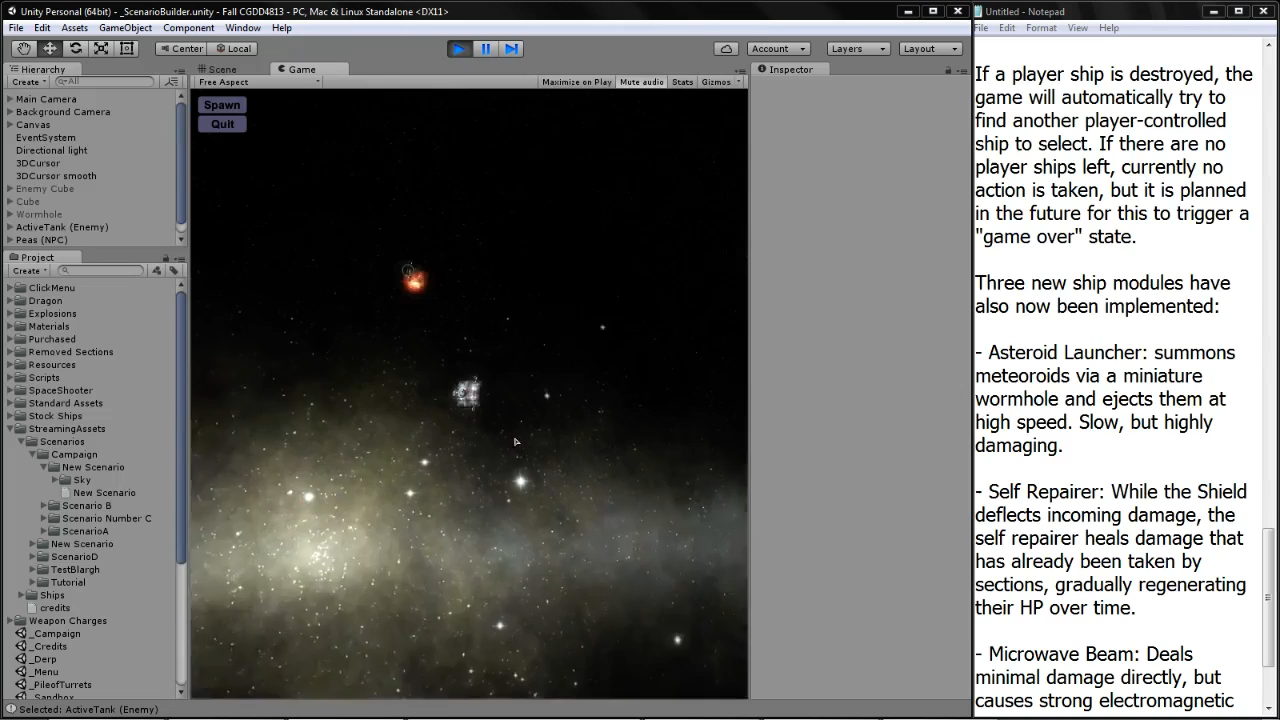 Unity Personal (64bit) - _ScenarioBuilder.unity - Fall CGDD4813 - PC, Mac & Linux Standalone <DX11>
File Edit Assets GameObject Component Window Help
Center Local
Account Layers Layout
Hierarchy
Create All
Main Camera
Background Camera
Canvas
EventSystem
Directional light
3DCursor
3DCursor smooth
Enemy Cube
Cube
Wormhole
ActiveTank (Enemy)
Peas (NPC)
Project
Create
ClickMenu
Dragon
Explosions
Materials
Purchased
Removed Sections
Resources
Scripts
SpaceShooter
Standard Assets
Stock Ships
StreamingAssets
Scenarios
Campaign
New Scenario
Sky
New Scenario
Scenario B
Scenario Number C
ScenarioA
New Scenario
ScenarioD
TestBlargh
Tutorial
Ships
credits
Weapon Charges
_Campaign
_Credits
_Derp
_Menu
_PileofTurrets
_Sandbox
Selected: ActiveTank (Enemy)
Scene Game
Free Aspect Maximize on Play Mute audio Stats Gizmos
Spawn
Quit
Inspector
Untitled - Notepad
File Edit Format View Help
If a player ship is destroyed, the
game will automatically try to
find another player-controlled
ship to select. If there are no
player ships left, currently no
action is taken, but it is planned
in the future for this to trigger a
"game over" state.
Three new ship modules have
also now been implemented:
- Asteroid Launcher: summons
meteoroids via a miniature
wormhole and ejects them at
high speed. Slow, but highly
damaging.
- Self Repairer: While the Shield
deflects incoming damage, the
self repairer heals damage that
has already been taken by
sections, gradually regenerating
their HP over time.
- Microwave Beam: Deals
minimal damage directly, but
causes strong electromagnetic